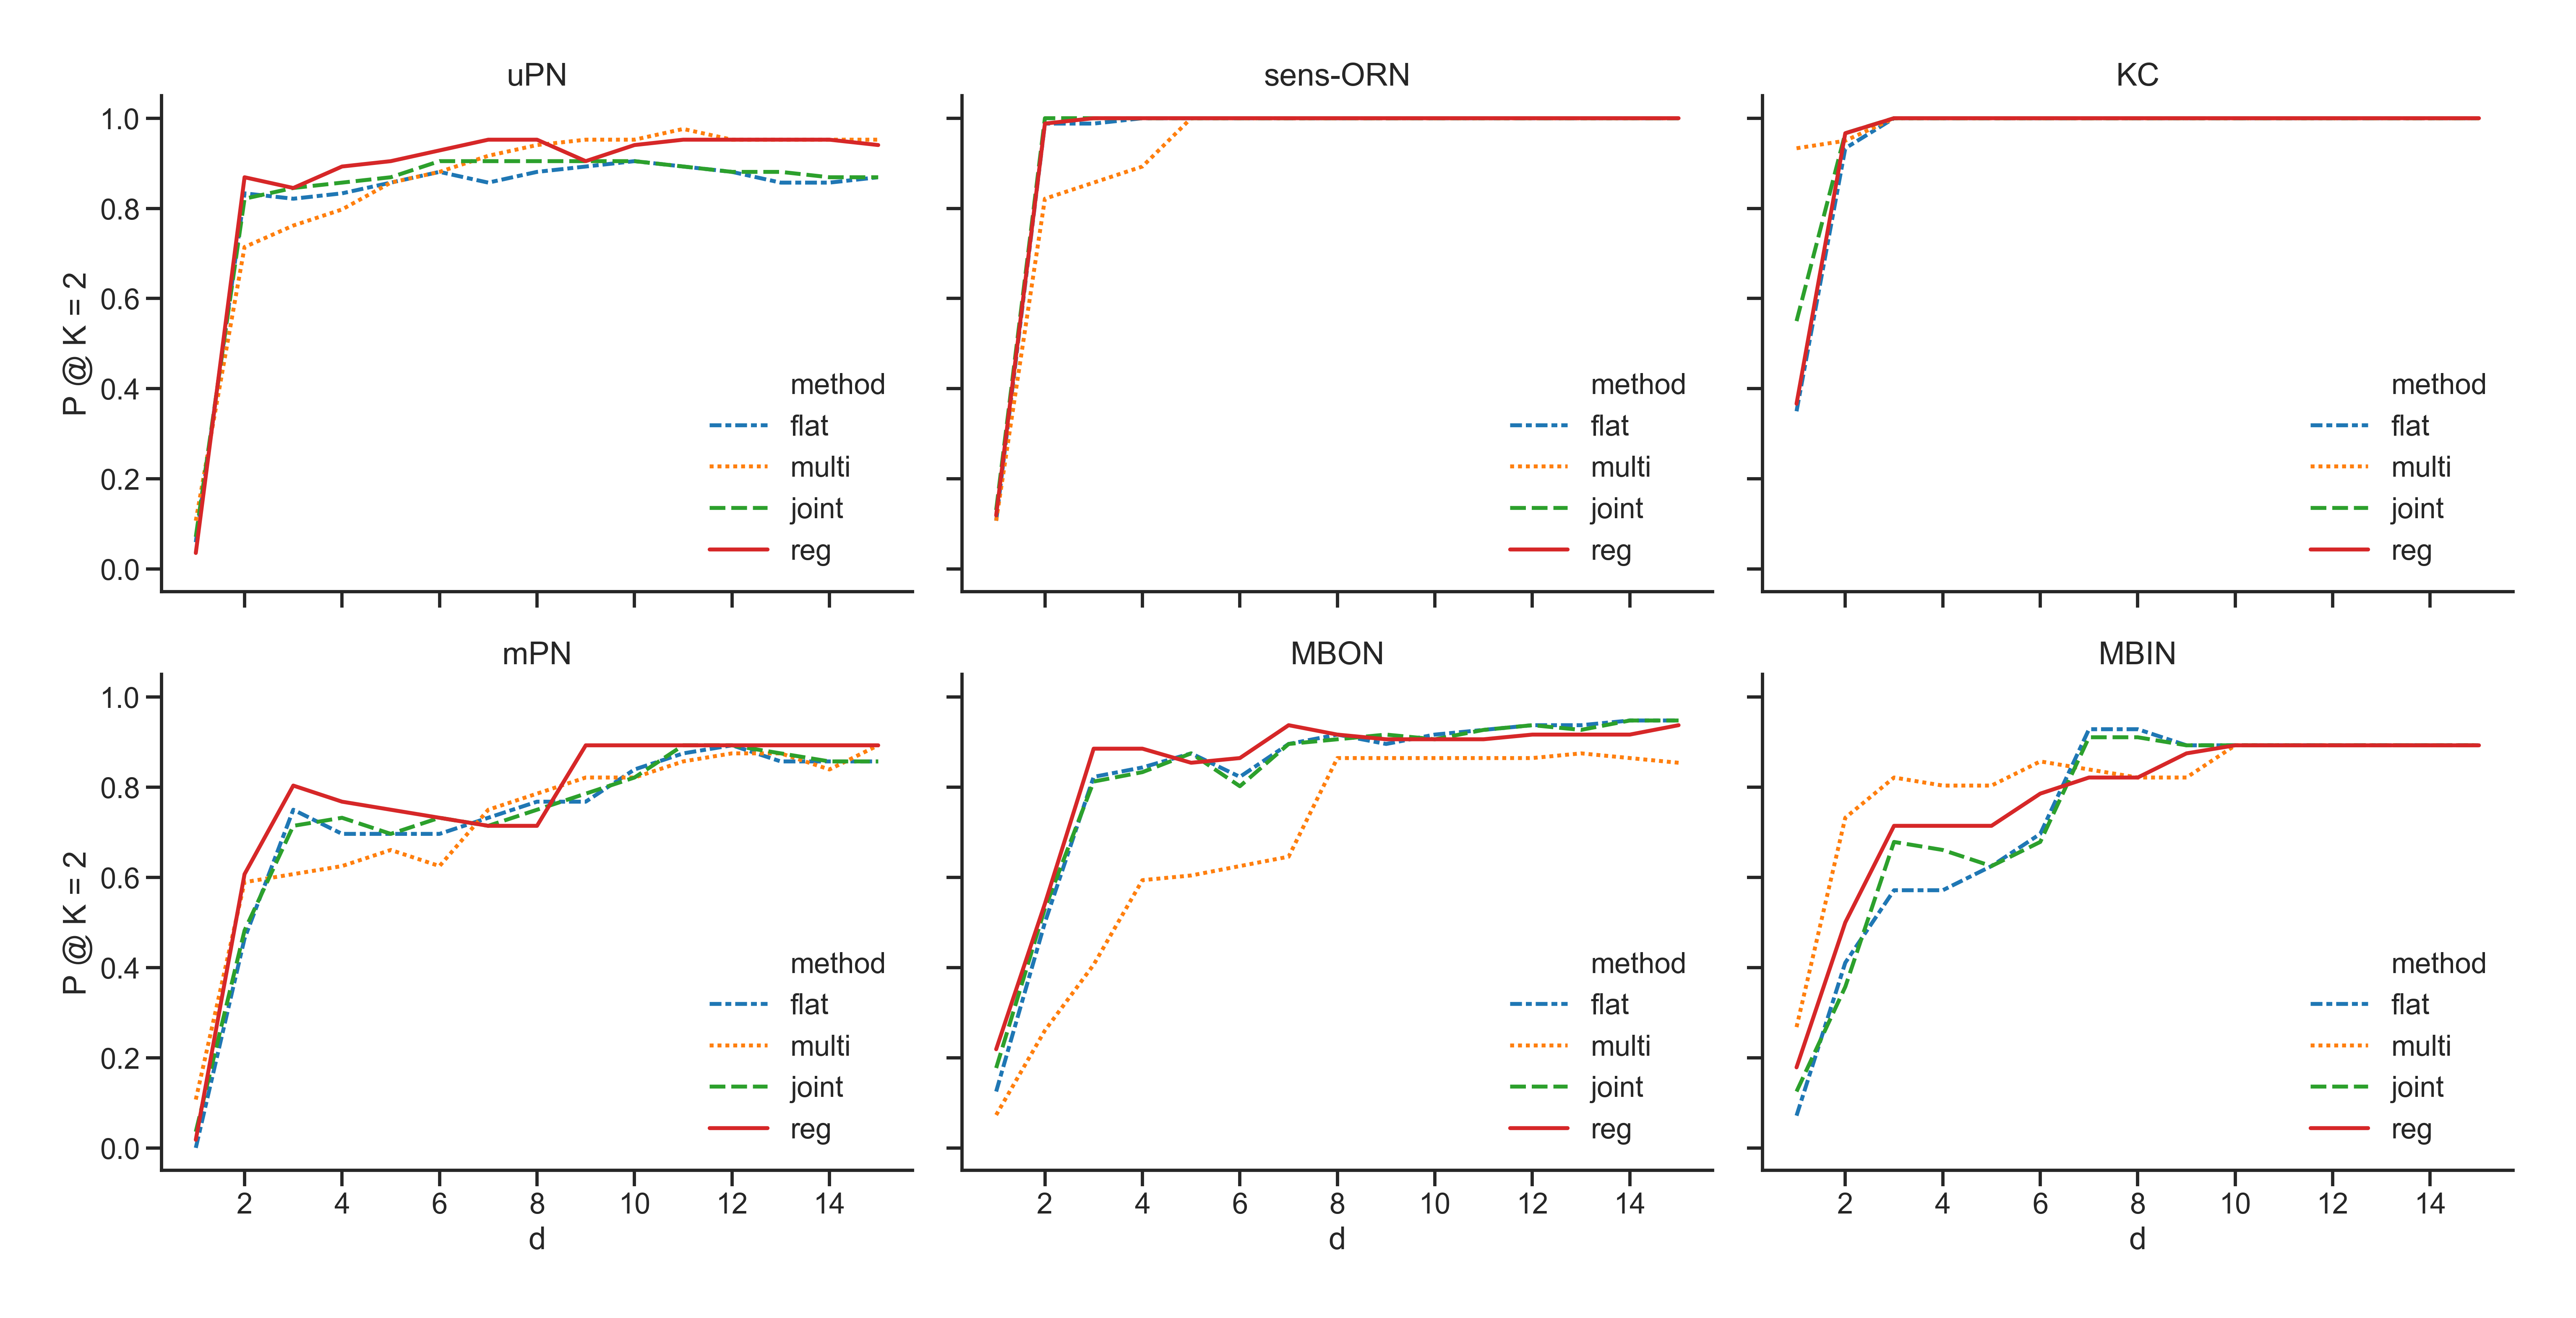 uPN
P @ K = 2
1.0
0.8
0.6
0.4
0.2
0.0
method
flat
multi
joint
reg
sens-ORN
method
flat
multi
joint
reg
KC
method
flat
multi
joint
reg
mPN
P @ K = 2
1.0
0.8
0.6
0.4
0.2
0.0
method
flat
multi
joint
reg
2 4 6 8 10 12 14
d
MBON
method
flat
multi
joint
reg
2 4 6 8 10 12 14
d
MBIN
method
flat
multi
joint
reg
2 4 6 8 10 12 14
d